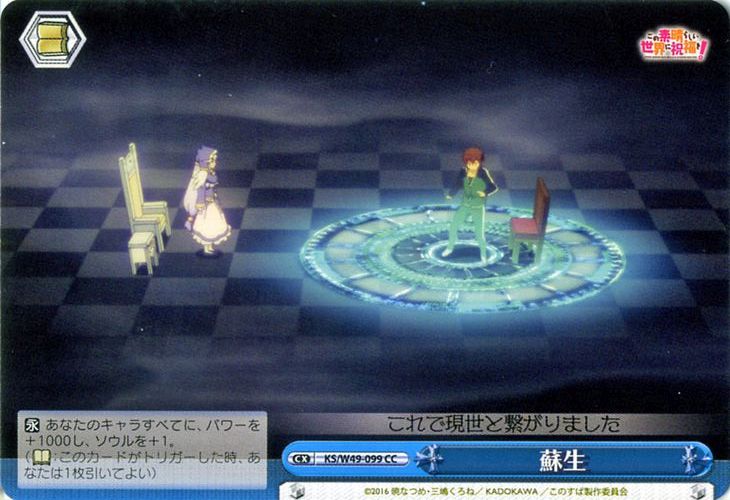 この素晴らしい
世界に祝福を!
これで現世と繋がりました
永 あなたのキャラすべてに、パワーを
+1000し、ソウルを+1。
( :このカードがトリガーした時、あ
なたは1枚引いてよい)
CX KS/W49-099 CC 蘇生
©2016 暁なつめ・三嶋くろね/KADOKAWA/このすば製作委員会